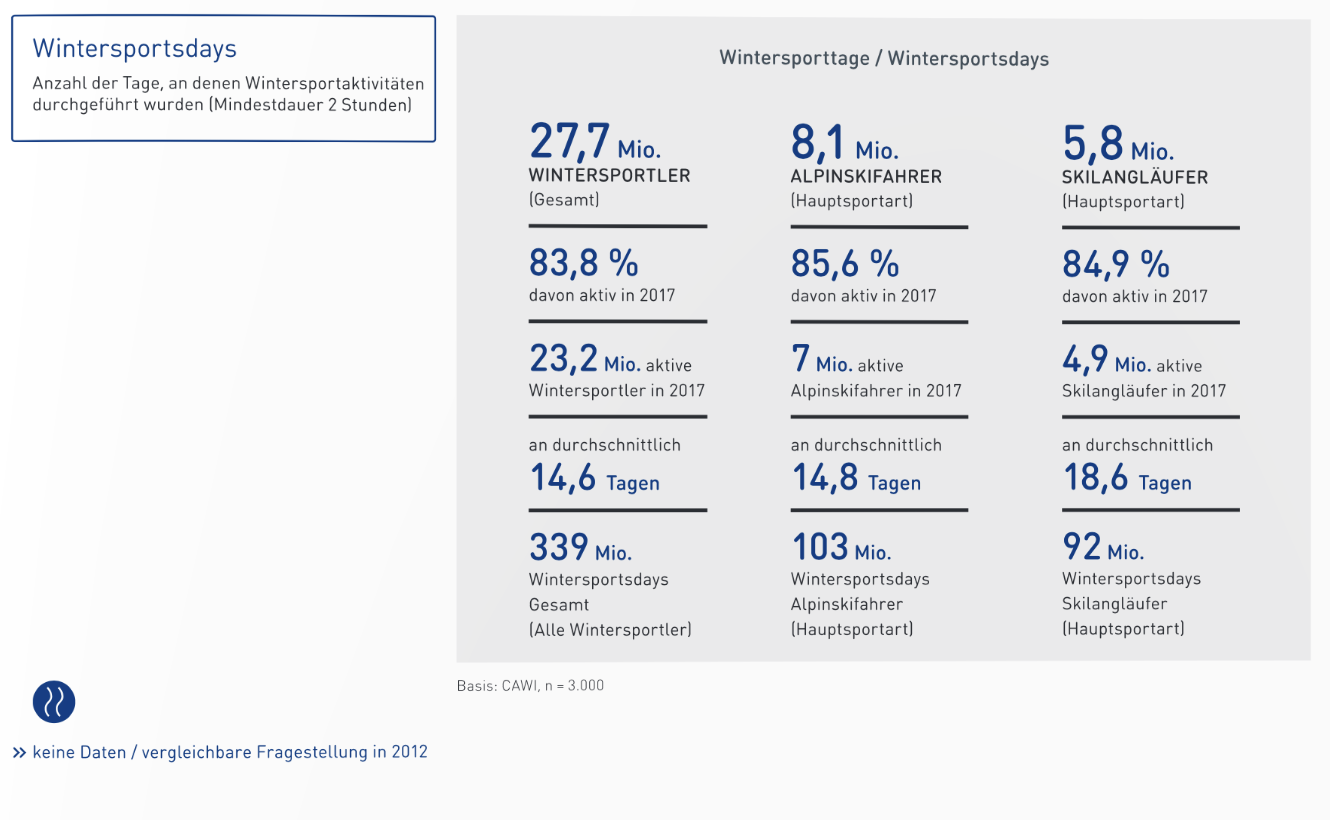 Wintersportsdays
Anzahl der Tage, an denen Wintersportaktivitäten
durchgeführt wurden (Mindestdauer 2 Stunden)
Wintersporttage / Wintersportsdays
27,7 Mio.
WINTERSPORTLER
(Gesamt)
83,8 %
davon aktiv in 2017
23,2 Mio. aktive
Wintersportler in 2017
an durchschnittlich
14,6 Tagen
339 Mio.
Wintersportsdays
Gesamt
(Alle Wintersportler)
8,1 Mio.
ALPINSKIFAHRER
(Hauptsportart)
85,6 %
davon aktiv in 2017
7 Mio. aktive
Alpinskifahrer in 2017
an durchschnittlich
14,8 Tagen
103 Mio.
Wintersportsdays
Alpinskifahrer
(Hauptsportart)
5,8 Mio.
SKILANGLÄUFER
(Hauptsportart)
84,9 %
davon aktiv in 2017
4,9 Mio. aktive
Skilangläufer in 2017
an durchschnittlich
18,6 Tagen
92 Mio.
Wintersportsdays
Skilangläufer
(Hauptsportart)
Basis: CAWI, n = 3.000
» keine Daten / vergleichbare Fragestellung in 2012